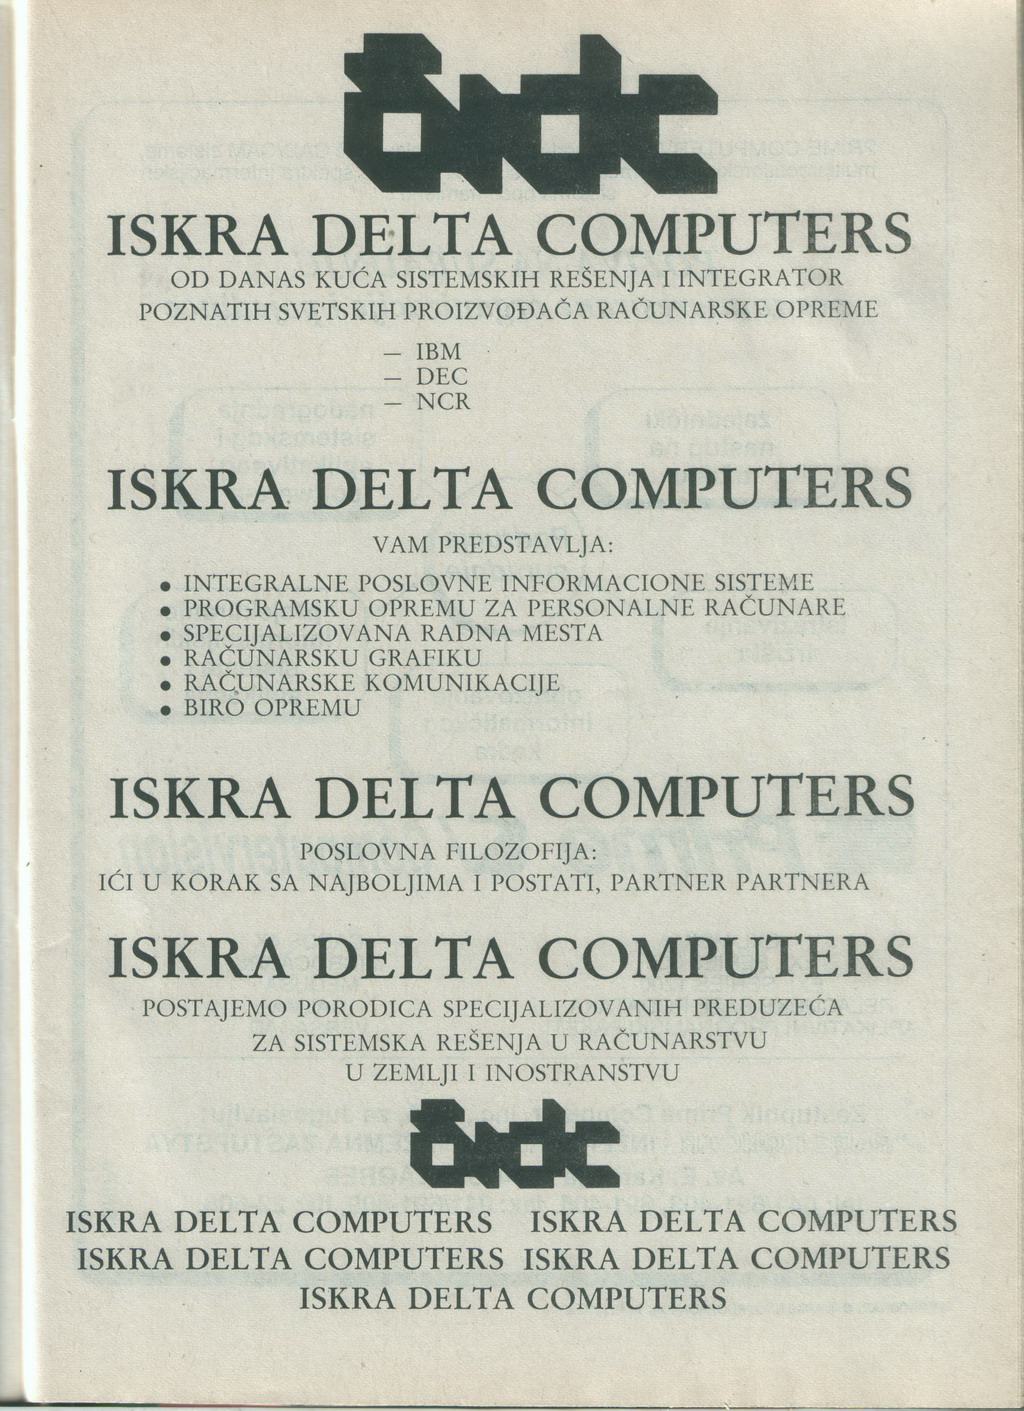 ISKRA DELTA COMPUTERS
OD DANAS KUĆA SISTEMSKIH REŠENJA I INTEGRATOR
POZNATIH SVETSKIH PROIZVOĐAČA RAČUNARSKE OPREME
— IBM
— DEC
— NCR
ISKRA DELTA COMPUTERS
VAM PREDSTAVLJA:
• INTEGRALNE POSLOVNE INFORMACIONE SISTEME
• PROGRAMSKU OPREMU ZA PERSONALNE RAČUNARE
• SPECIJALIZOVANA RADNA MESTA
• RAČUNARSKU GRAFIKU
• RAČUNARSKE KOMUNIKACIJE
• BIRO OPREMU
ISKRA DELTA COMPUTERS
POSLOVNA FILOZOFIJA:
IĆI U KORAK SA NAJBOLJIMA I POSTATI, PARTNER PARTNERA
ISKRA DELTA COMPUTERS
POSTAJEMO PORODICA SPECIJALIZOVANIH PREDUZEĆA
ZA SISTEMSKA REŠENJA U RAČUNARSTVU
U ZEMLJI I INOSTRANSTVU
ISKRA DELTA COMPUTERS ISKRA DELTA COMPUTERS
ISKRA DELTA COMPUTERS ISKRA DELTA COMPUTERS
ISKRA DELTA COMPUTERS